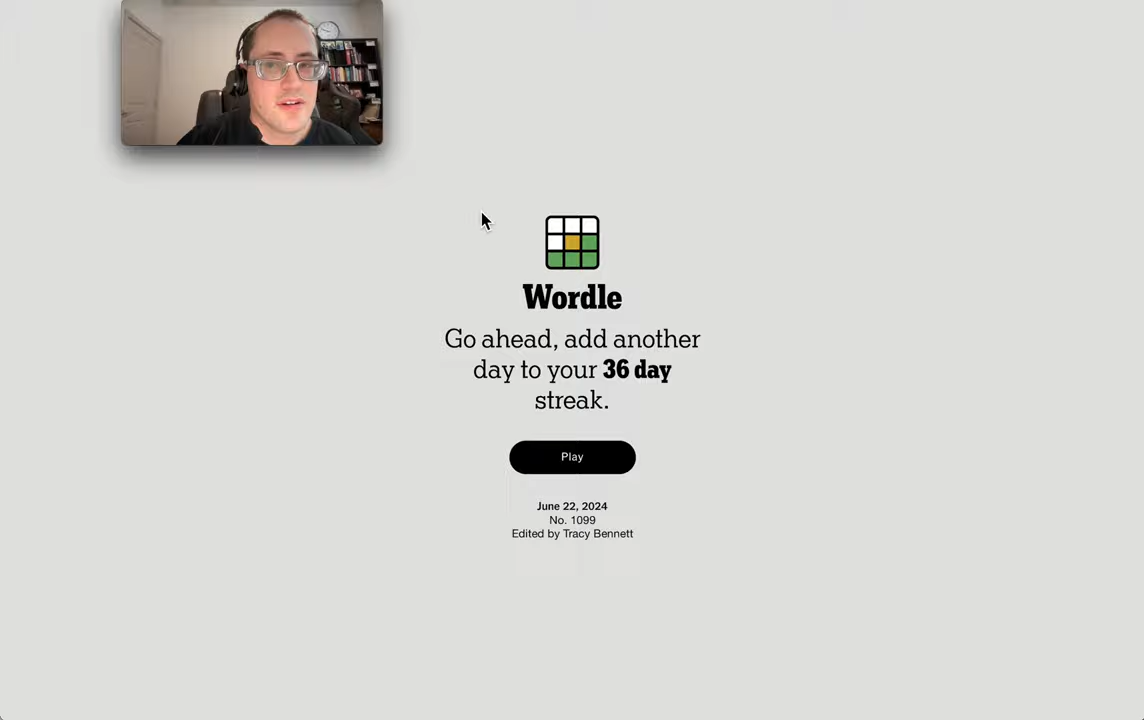 Wordle
Go ahead, add another
day to your 36 day
streak.
Play
June 22, 2024
No. 1099
Edited by Tracy Bennett